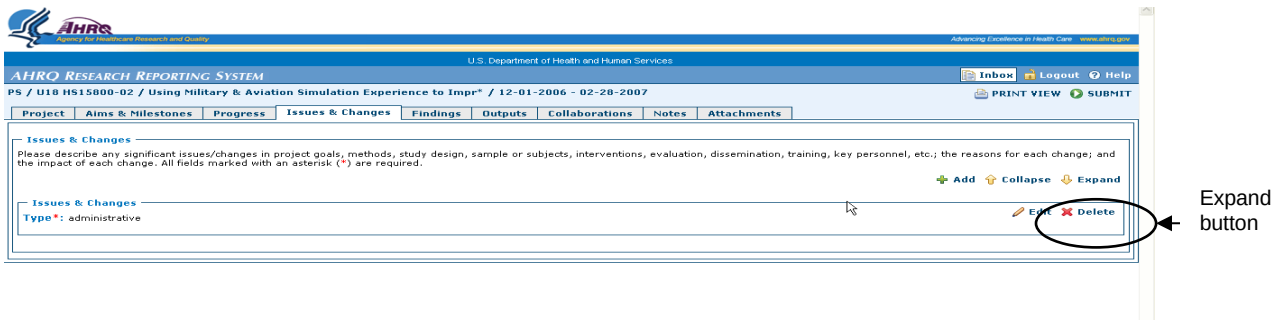 AHRQ
Agency for Healthcare Research and Quality
Advancing Excellence in Health Care www.ahrq.gov
U.S. Department of Health and Human Services
AHRQ RESEARCH REPORTING SYSTEM
Inbox Logout Help
PS / U18 HS15800-02 / Using Military & Aviation Simulation Experience to Impr* / 12-01-2006 - 02-28-2007
PRINT VIEW SUBMIT
Project Aims & Milestones Progress Issues & Changes Findings Outputs Collaborations Notes Attachments
Issues & Changes
Please describe any significant issues/changes in project goals, methods, study design, sample or subjects, interventions, evaluation, dissemination, training, key personnel, etc.; the reasons for each change; and
the impact of each change. All fields marked with an asterisk (*) are required.
Add Collapse Expand
Issues & Changes
Type*: administrative
Edit Delete
Expand
button